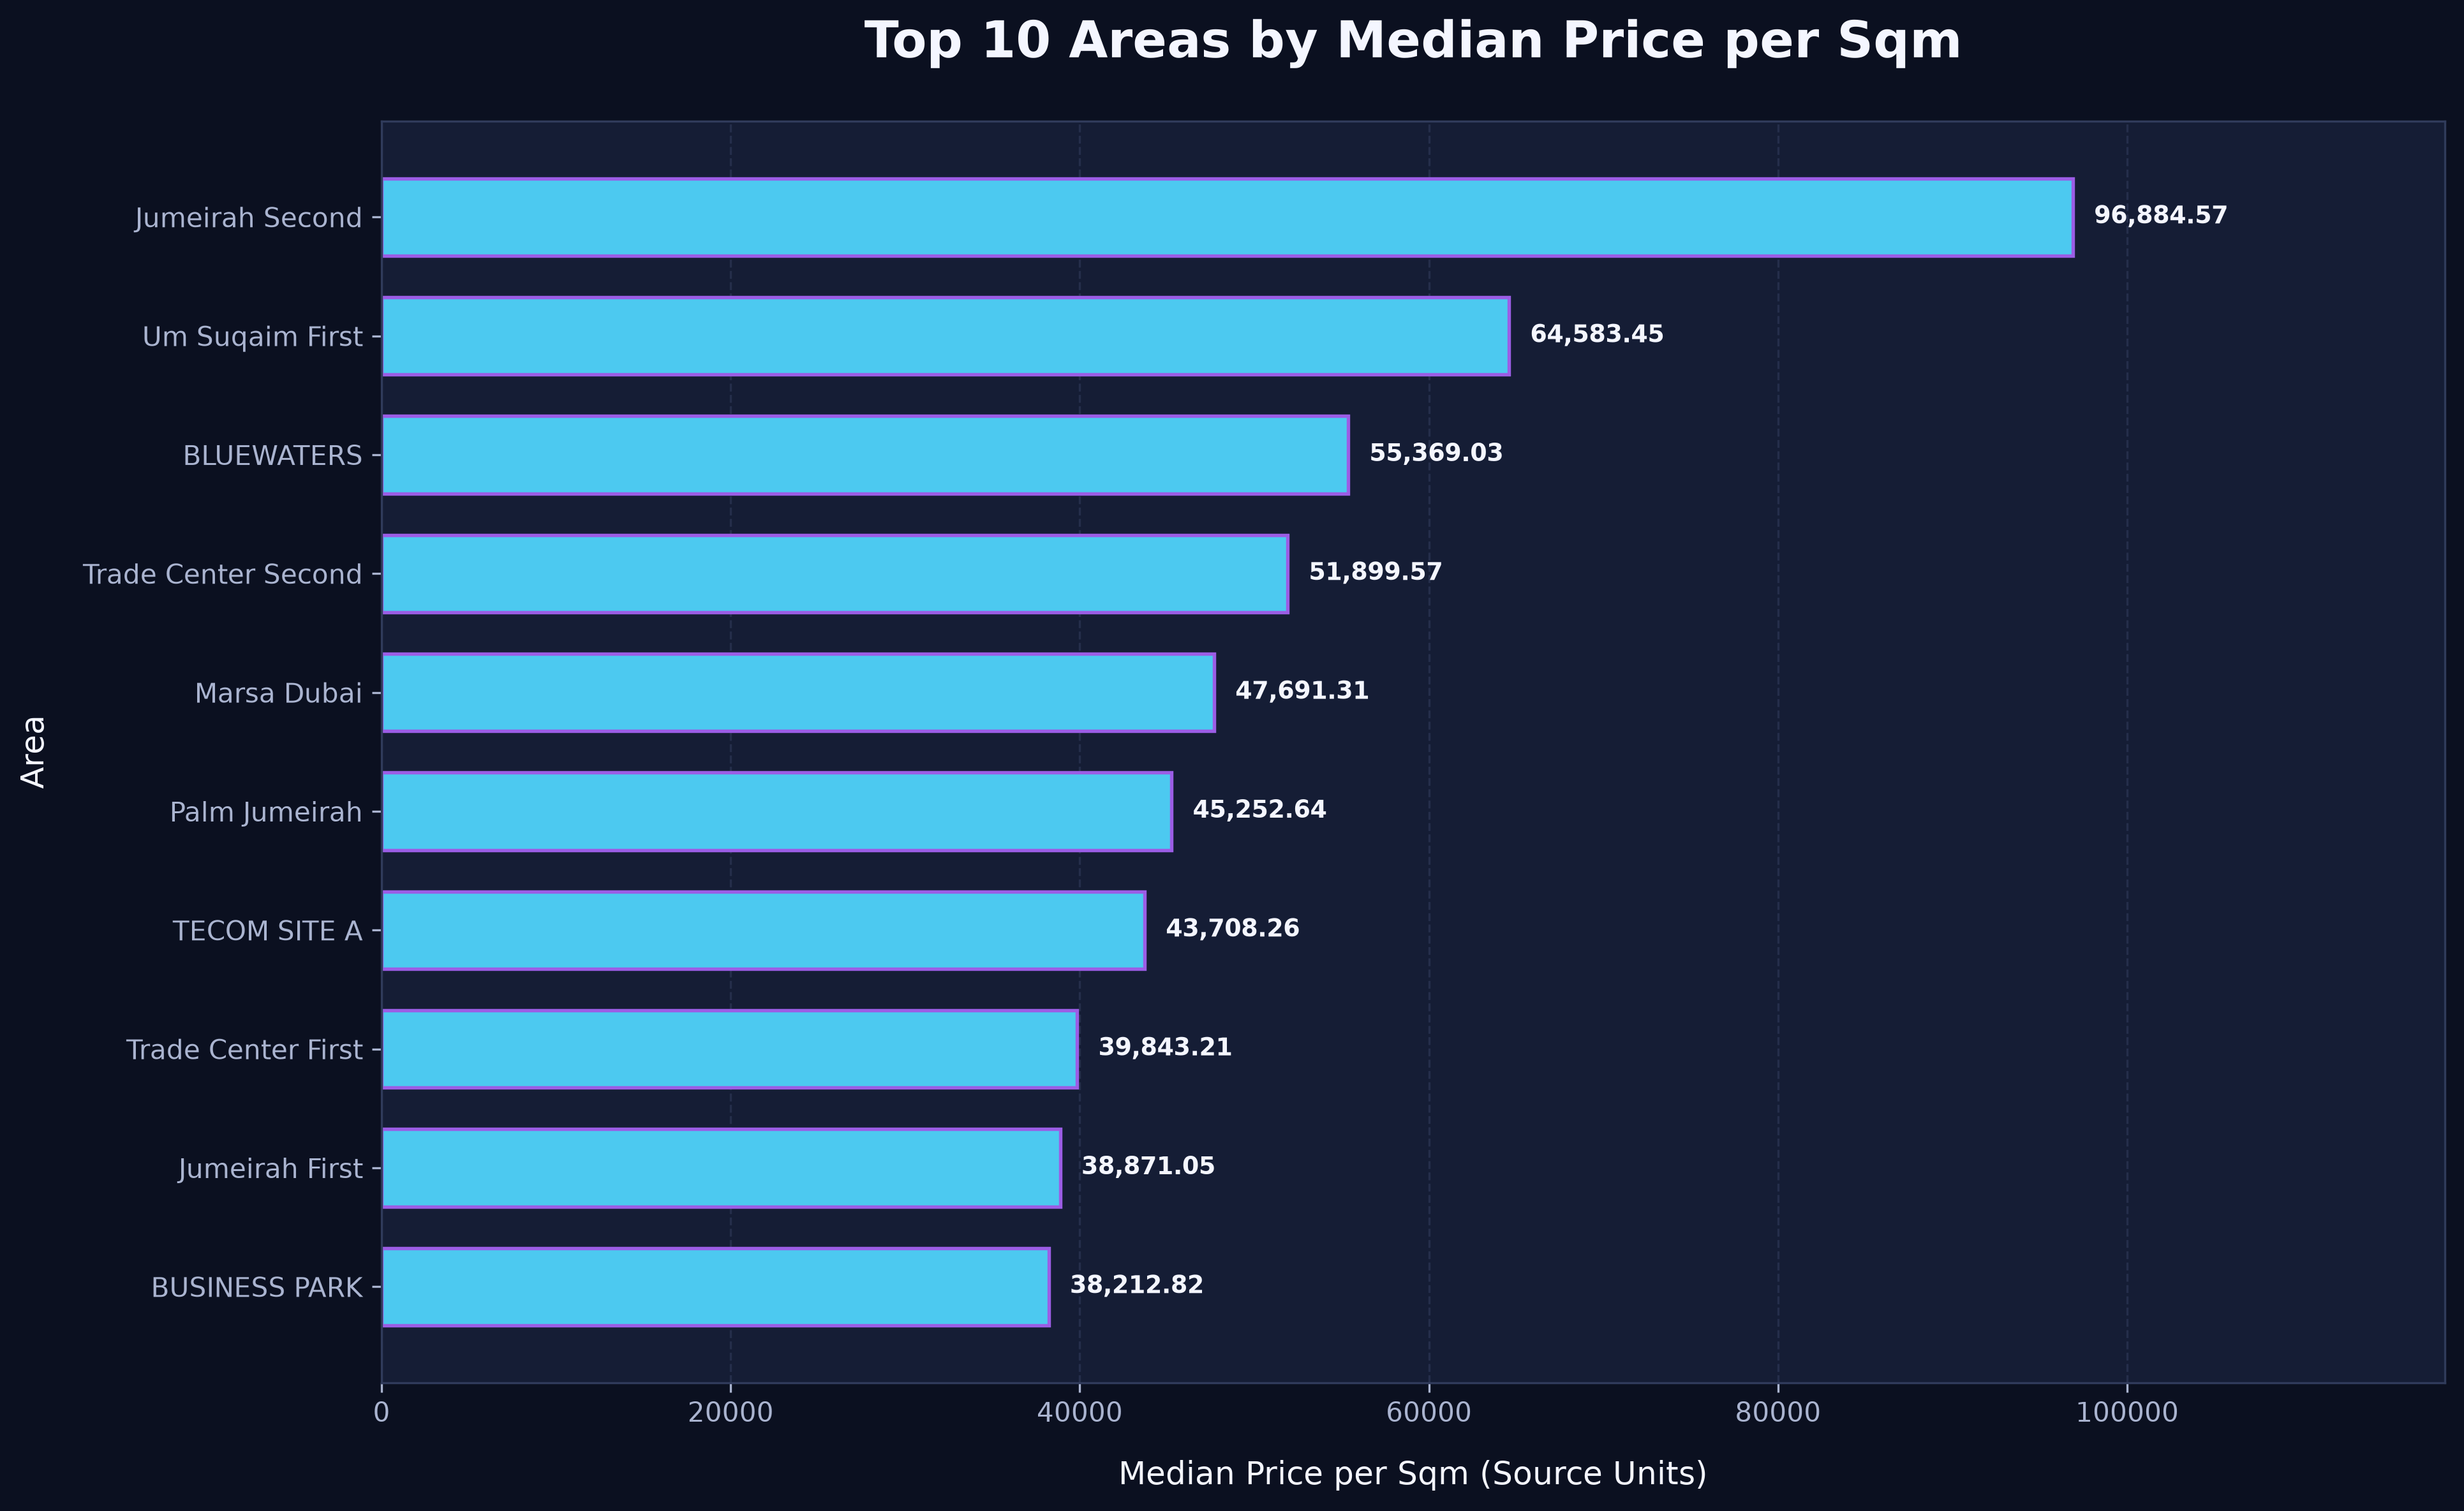 Top 10 Areas by Median Price per Sqm
Jumeirah Second
96,884.57
Um Suqaim First
64,583.45
BLUEWATERS
55,369.03
Trade Center Second
51,899.57
Marsa Dubai
47,691.31
Palm Jumeirah
45,252.64
TECOM SITE A
43,708.26
Trade Center First
39,843.21
Jumeirah First
38,871.05
BUSINESS PARK
38,212.82
Area
0 20000 40000 60000 80000 100000
Median Price per Sqm (Source Units)